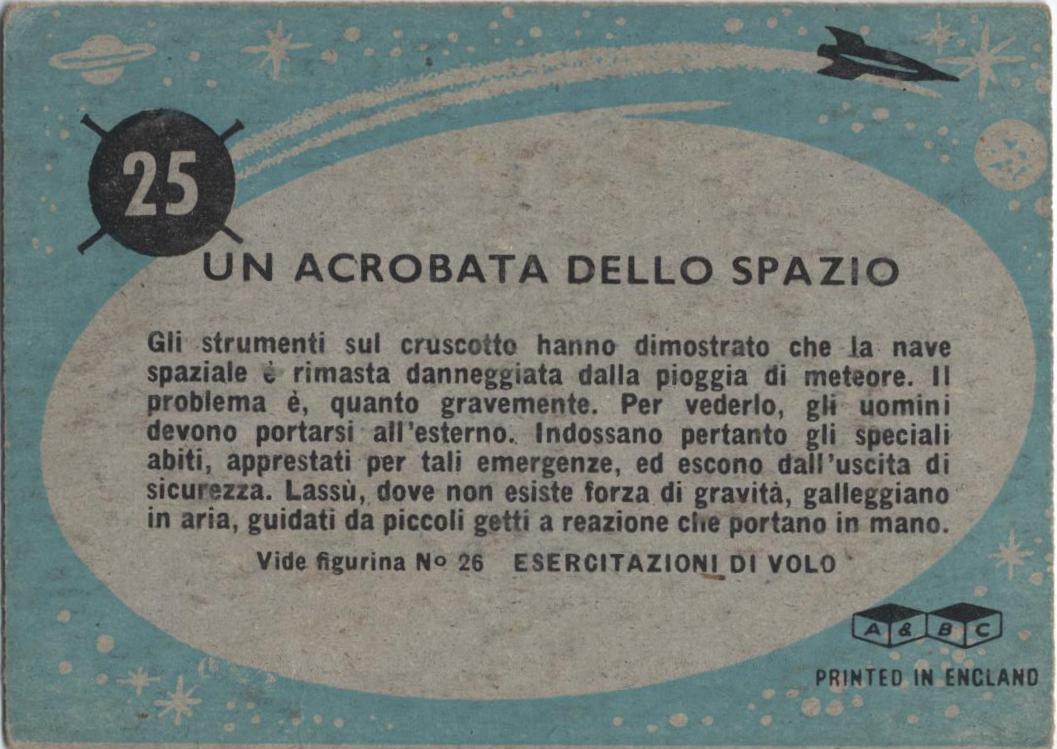 25
UN ACROBATA DELLO SPAZIO
Gli strumenti sul cruscotto hanno dimostrato che la nave
spaziale è rimasta danneggiata dalla pioggia di meteore. Il
problema è, quanto gravemente. Per vederlo, gli uomini
devono portarsi all'esterno. Indossano pertanto gli speciali
abiti, apprestati per tali emergenze, ed escono dall'uscita di
sicurezza. Lassù, dove non esiste forza di gravità, galleggiano
in aria, guidati da piccoli getti a reazione che portano in mano.
Vide figurina Nº 26 ESERCITAZIONI DI VOLO
A & B C
PRINTED IN ENGLAND